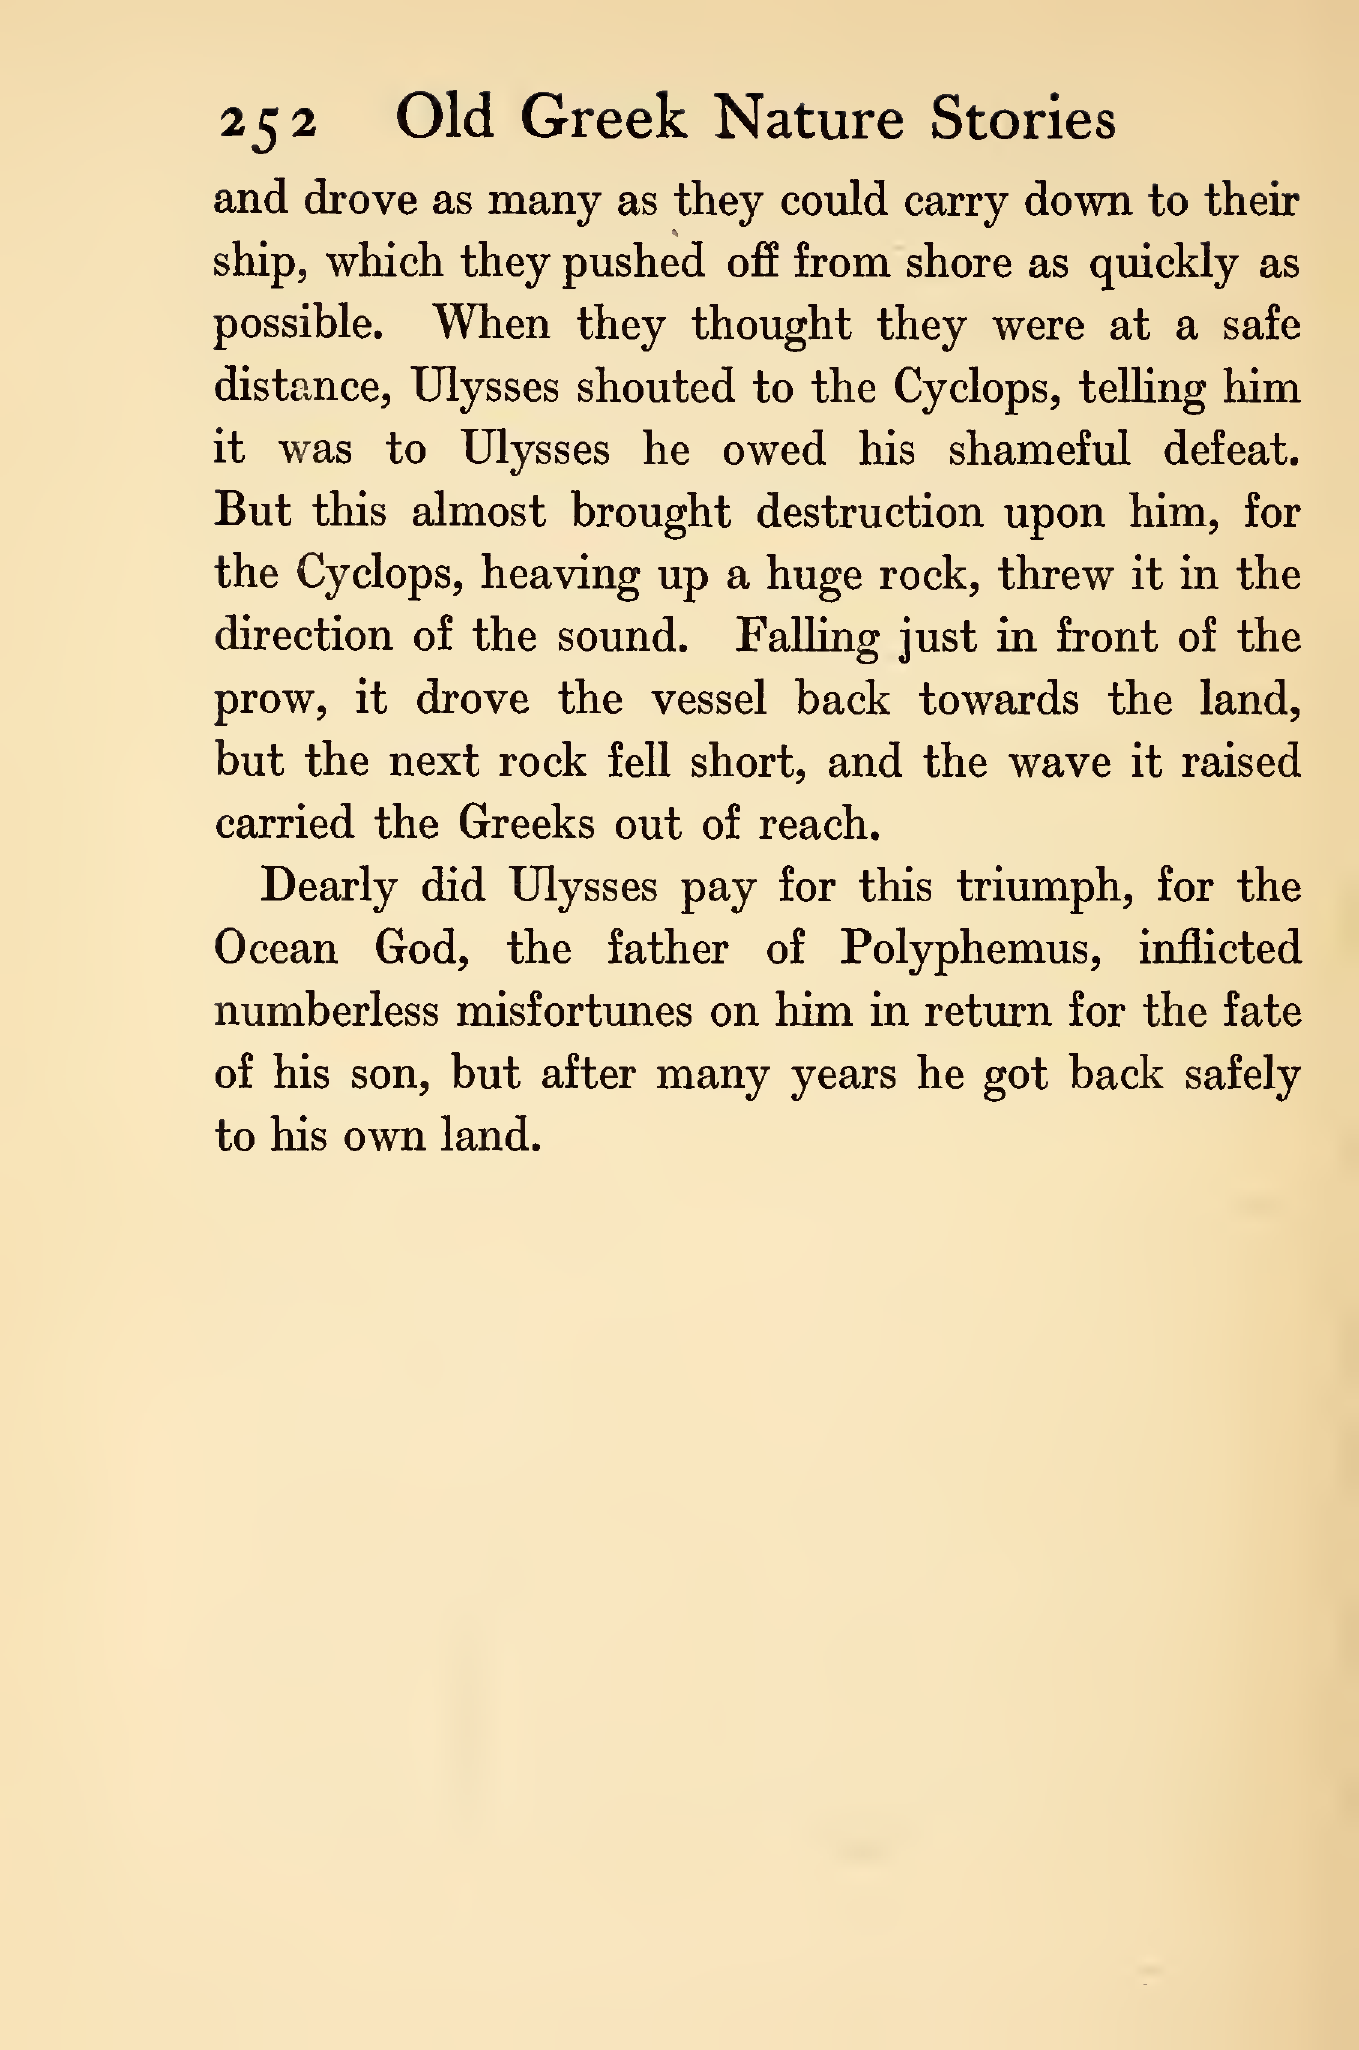 252 Old Greek Nature Stories
and drove as many as they could carry down to their
ship, which they pushed off from shore as quickly as
possible. When they thought they were at a safe
distance, Ulysses shouted to the Cyclops, telling him
it was to Ulysses he owed his shameful defeat.
But this almost brought destruction upon him, for
the Cyclops, heaving up a huge rock, threw it in the
direction of the sound. Falling just in front of the
prow, it drove the vessel back towards the land,
but the next rock fell short, and the wave it raised
carried the Greeks out of reach.
Dearly did Ulysses pay for this triumph, for the
Ocean God, the father of Polyphemus, inflicted
numberless misfortunes on him in return for the fate
of his son, but after many years he got back safely
to his own land.